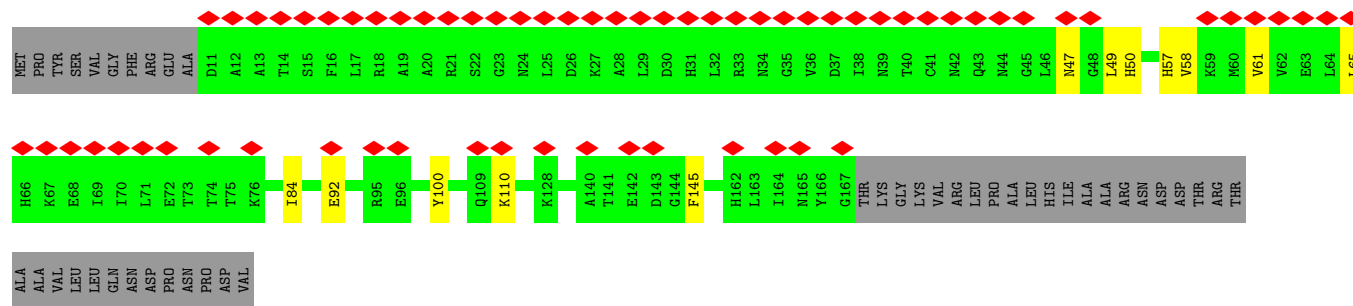 MET PRO TYR SER VAL GLY PHE ARG GLU ALA D11 A12 A13 T14 S15 F16 L17 R18 A19 A20 R21 S22 G23 N24 L25 D26 K27 A28 L29 D30 H31 L32 R33 N34 G35 V36 D37 I38 N39 T40 C41 N42 Q43 N44 G45 L46 N47 G48 L49 H50 H57 V58 K59 M60 V61 V62 E63 L64 L65
H66 K67 E68 I69 I70 L71 E72 T73 T74 T75 K76 I84 E92 R95 E96 Y100 Q109 K110 K128 A140 T141 E142 D143 G144 F145 H162 L163 I164 N165 Y166 G167 THR LYS GLY LYS VAL ARG LEU PRO ALA LEU HIS ILE ALA ALA ARG ASN ASP ASP THR ARG THR
ALA ALA VAL LEU LEU GLN ASN ASP PRO ASN PRO ASP VAL